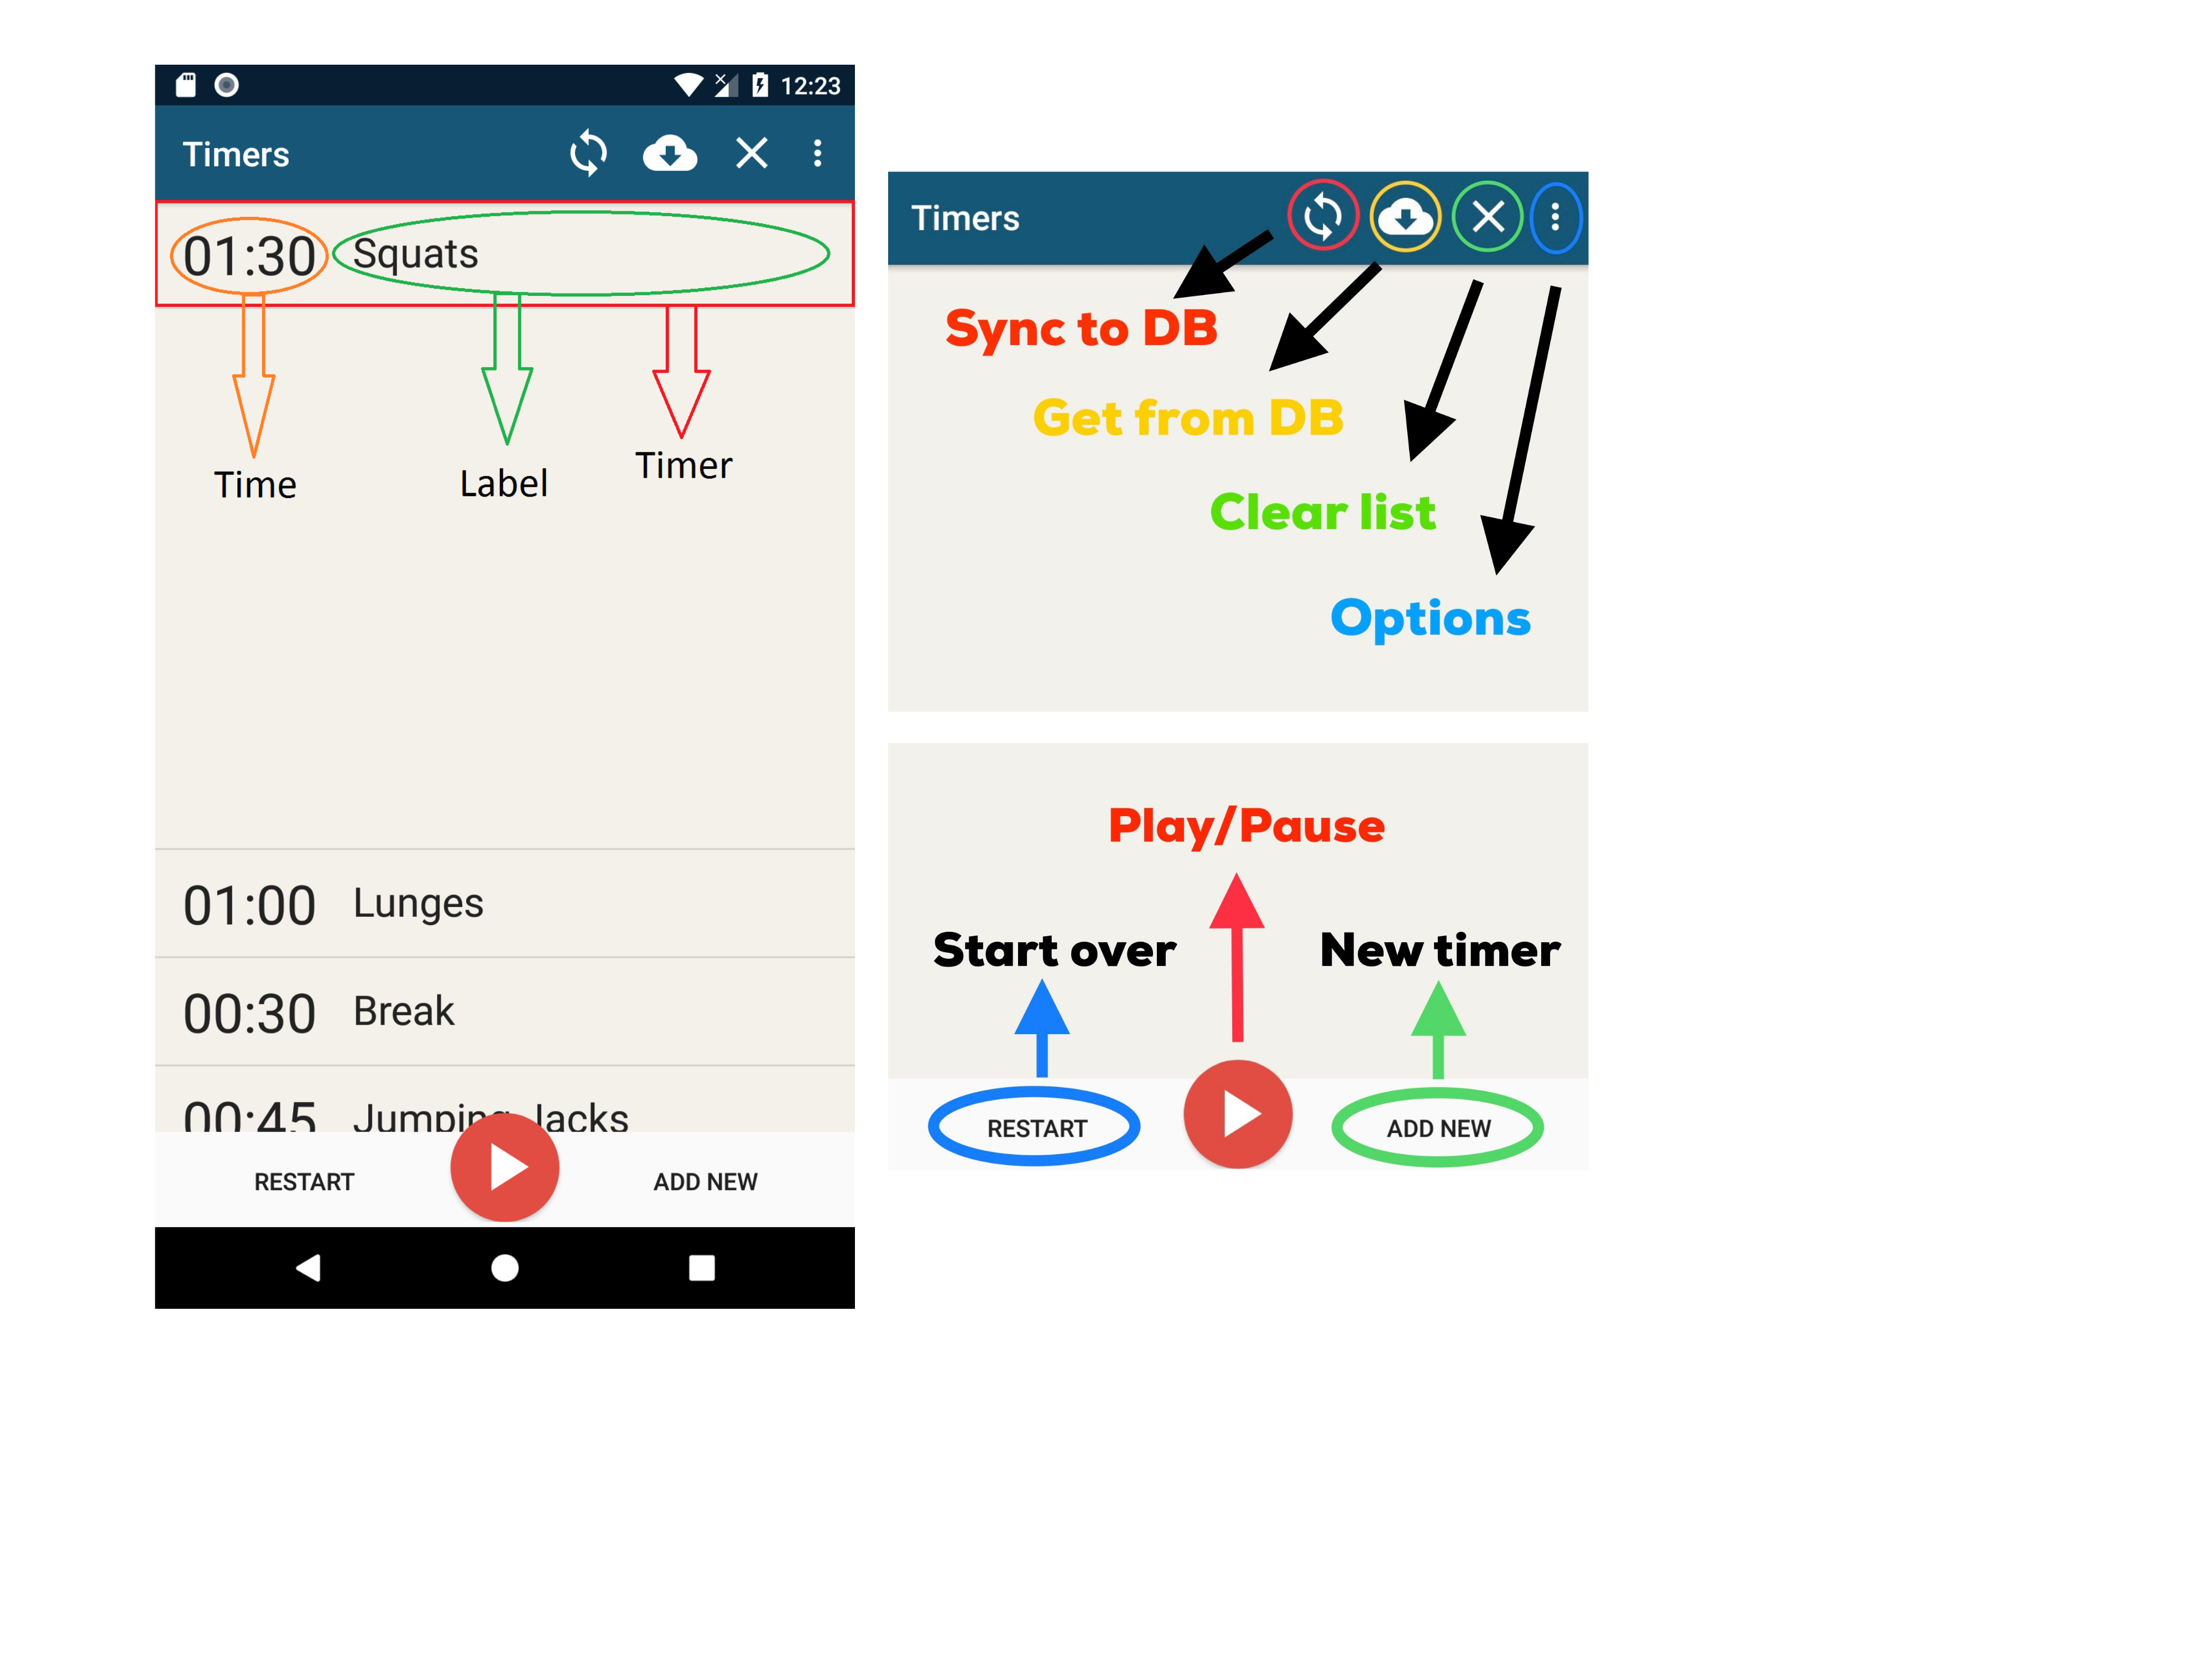 12:23
Timers
01:30 Squats
Time
Label
Timer
01:00 Lunges
00:30 Break
00:45 Jumping Jacks
RESTART
ADD NEW
Timers
Sync to DB
Get from DB
Clear list
Options
Play/Pause
Start over
New timer
RESTART
ADD NEW